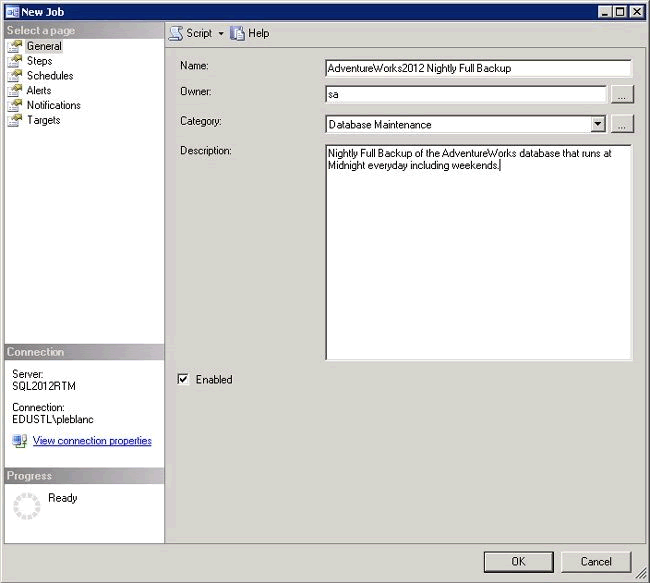 New Job
Select a page
General
Steps
Schedules
Alerts
Notifications
Targets
Script
Help
Name:
AdventureWorks2012 Nightly Full Backup
Owner:
sa
...
Category:
Database Maintenance
...
Description:
Nightly Full Backup of the AdventureWorks database that runs at
Midnight everyday including weekends.
Enabled
Connection
Server:
SQL2012RTM
Connection:
EDUSTL\pleblanc
View connection properties
Progress
Ready
OK
Cancel